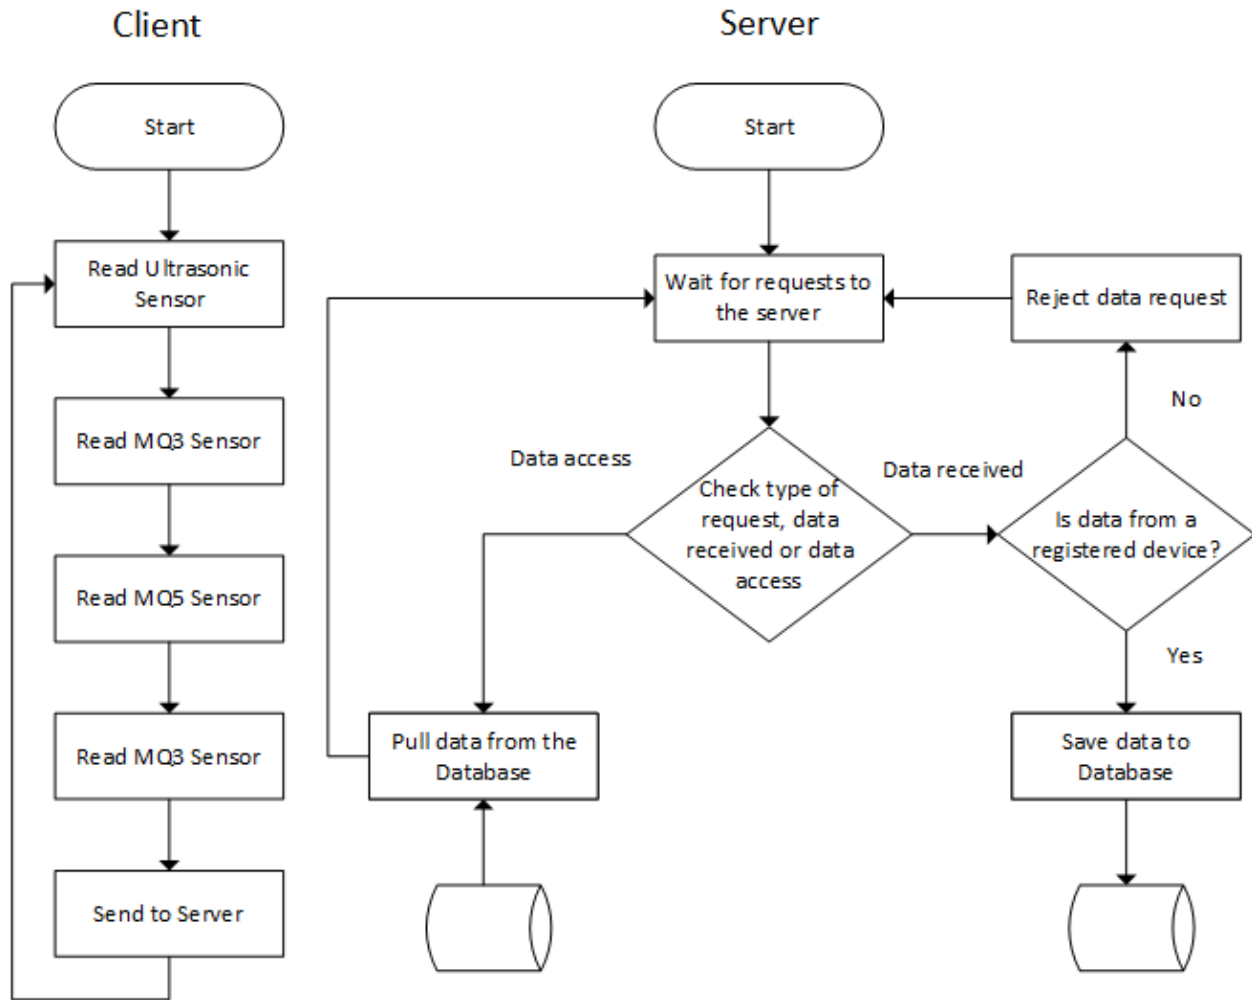 Client
Start
Read Ultrasonic
Sensor
Read MQ3 Sensor
Read MQ5 Sensor
Read MQ3 Sensor
Send to Server
Server
Start
Wait for requests to
the server
Reject data request
No
Data access
Data received
Check type of
request, data
received or data
access
Is data from a
registered device?
Yes
Pull data from the
Database
Save data to
Database